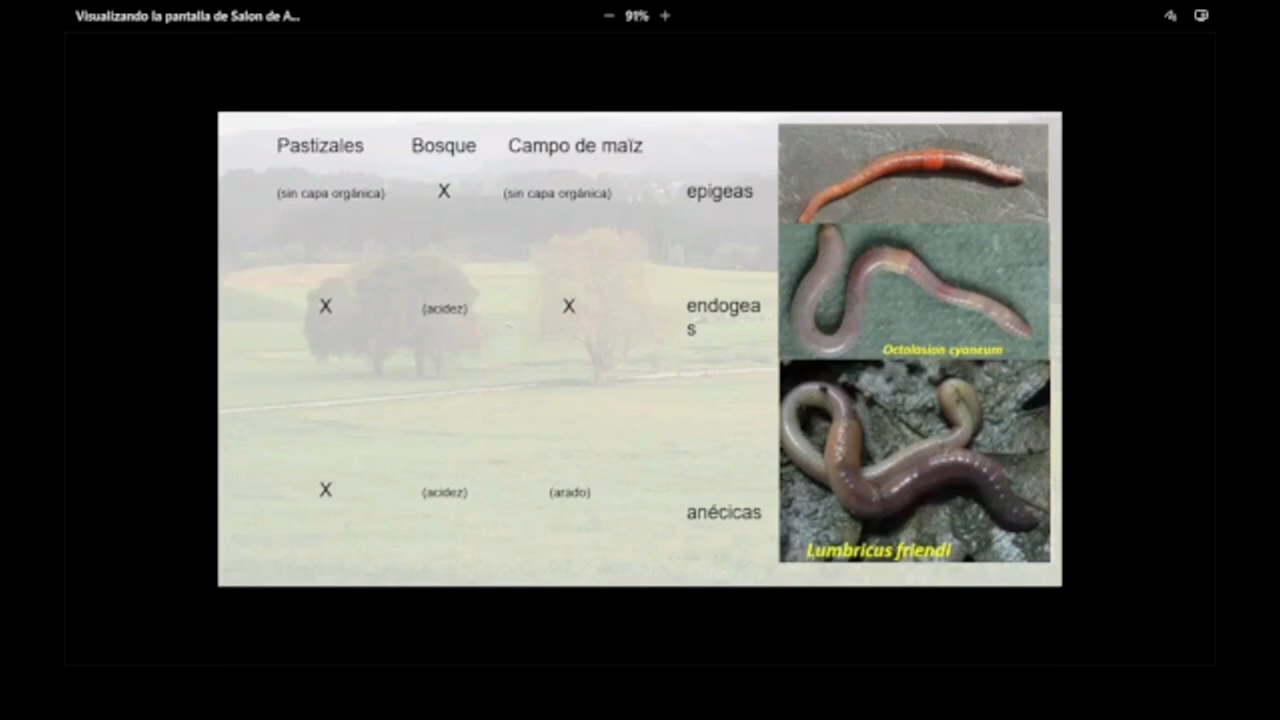 Visualizando la pantalla de Salon de A...
91%
Pastizales Bosque Campo de maïz
(sin capa orgánica) X (sin capa orgánica) epigeas
X (acidez) X endogea
s
Octolasion cyaneum
X (acidez) (arado)
anécicas
Lumbricus friendi